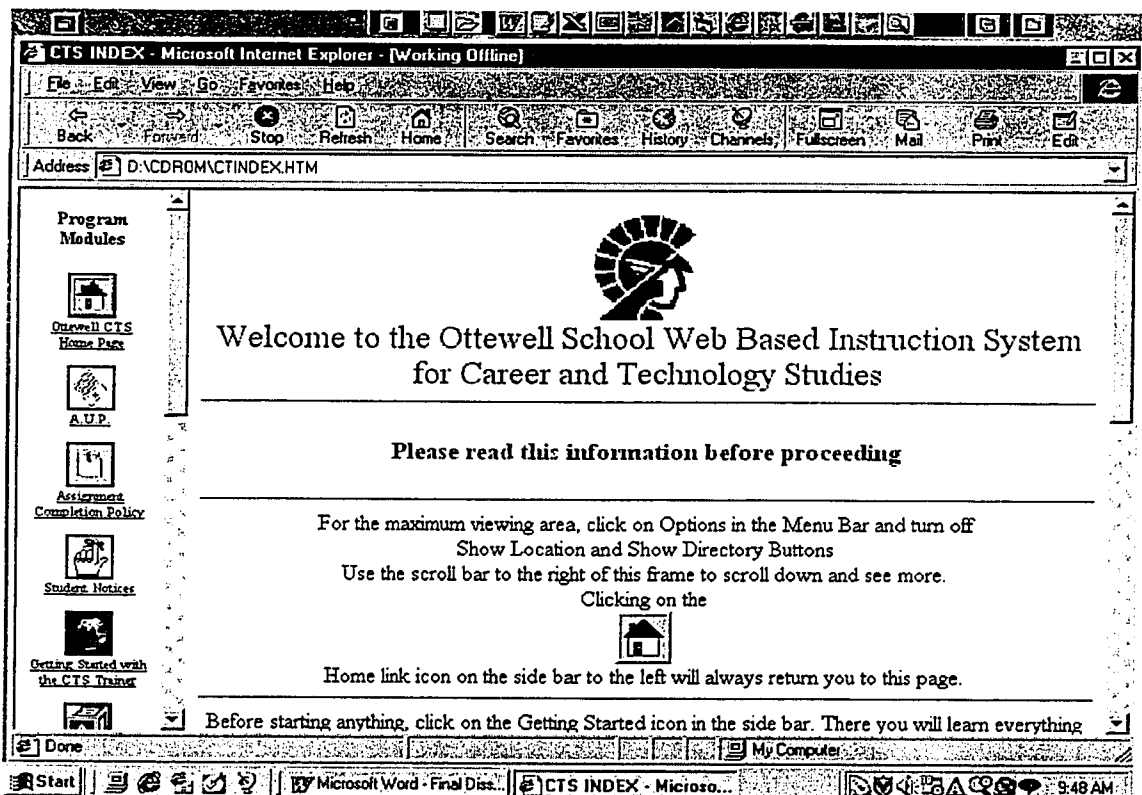 CTS INDEX - Microsoft Internet Explorer - [Working Offline]
File Edit View Go Favorites Help
Back Forward Stop Refresh Home Search Favorites History Channels Fullscreen Mail Print Edit
Address D:\CDROM\CTINDEX.HTM
Program
Modules
Ottewell CTS
Home Page
A.U.P.
Assignment
Completion Policy
Student Notices
Getting Started with
the CTS Trainer
Welcome to the Ottewell School Web Based Instruction System
for Career and Technology Studies
Please read this information before proceeding
For the maximum viewing area, click on Options in the Menu Bar and turn off
Show Location and Show Directory Buttons
Use the scroll bar to the right of this frame to scroll down and see more.
Clicking on the
Home link icon on the side bar to the left will always return you to this page.
Before starting anything, click on the Getting Started icon in the side bar. There you will learn everything
Done My Computer
Start Microsoft Word - Final Diss... CTS INDEX - Microso... 9:48 AM